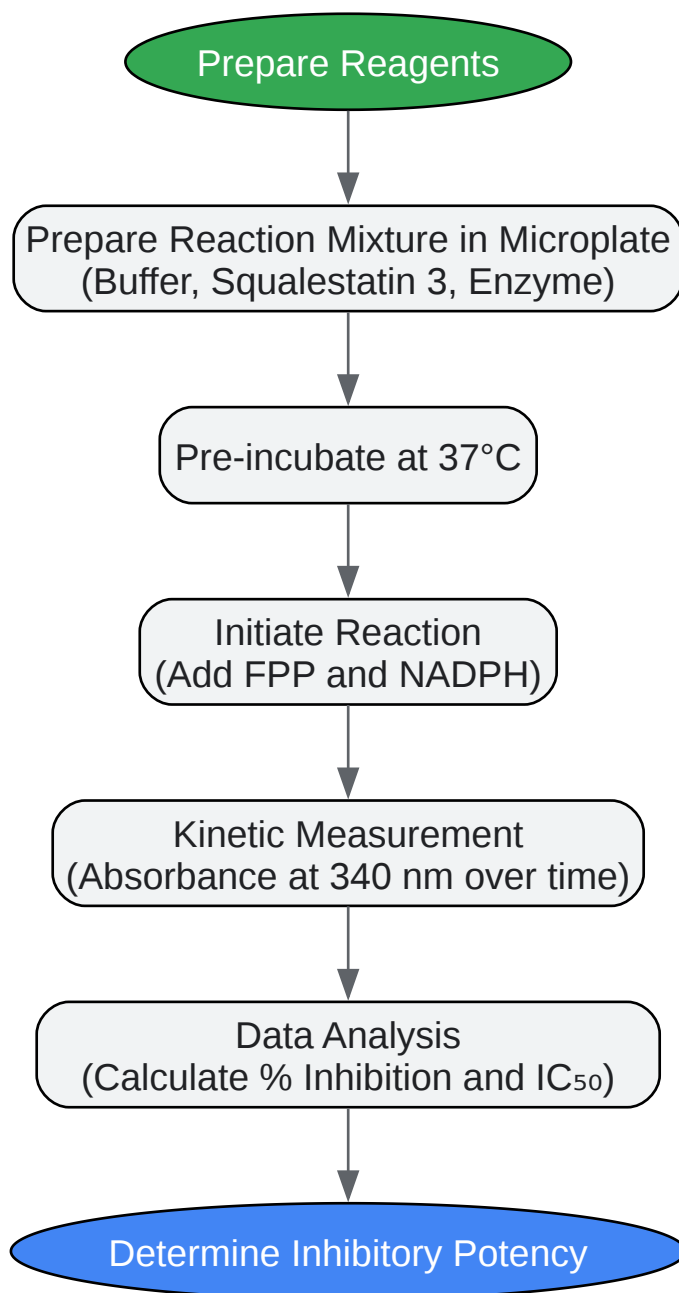 Prepare Reagents
Prepare Reaction Mixture in Microplate
(Buffer, Squalestatin 3, Enzyme)
Pre-incubate at 37°C
Initiate Reaction
(Add FPP and NADPH)
Kinetic Measurement
(Absorbance at 340 nm over time)
Data Analysis
(Calculate % Inhibition and IC₅₀)
Determine Inhibitory Potency